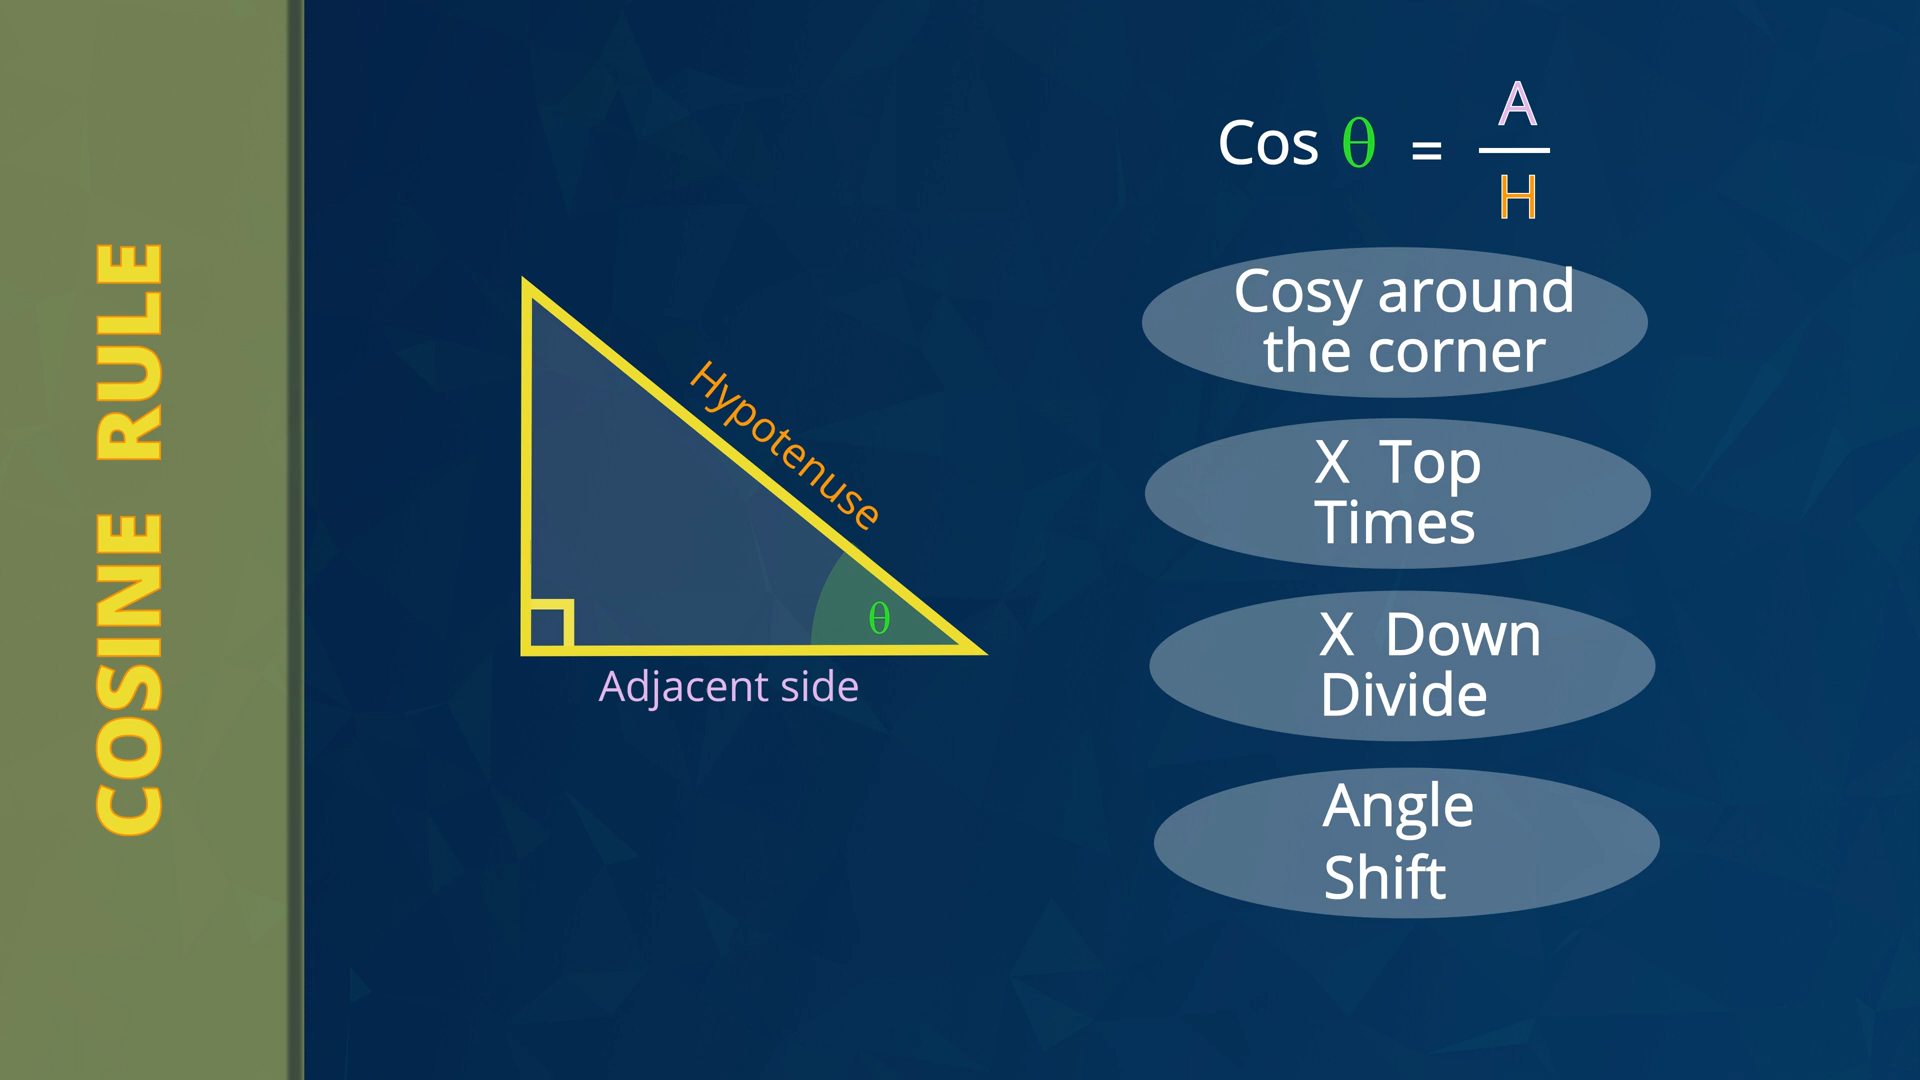 COSINE RULE
Cos θ = A
H
Cosy around
the corner
X Top
Times
X Down
Divide
Angle
Shift
Hypotenuse
θ
Adjacent side